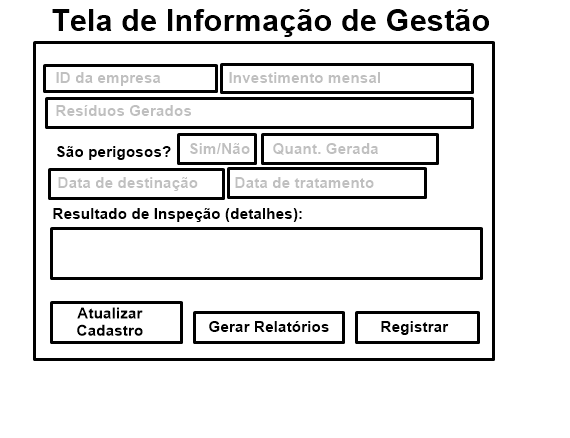 Tela de Informação de Gestão
ID da empresa Investimento mensal
Resíduos Gerados
São perigosos? Sim/Não Quant. Gerada
Data de destinação Data de tratamento
Resultado de Inspeção (detalhes):
Atualizar
Cadastro
Gerar Relatórios Registrar